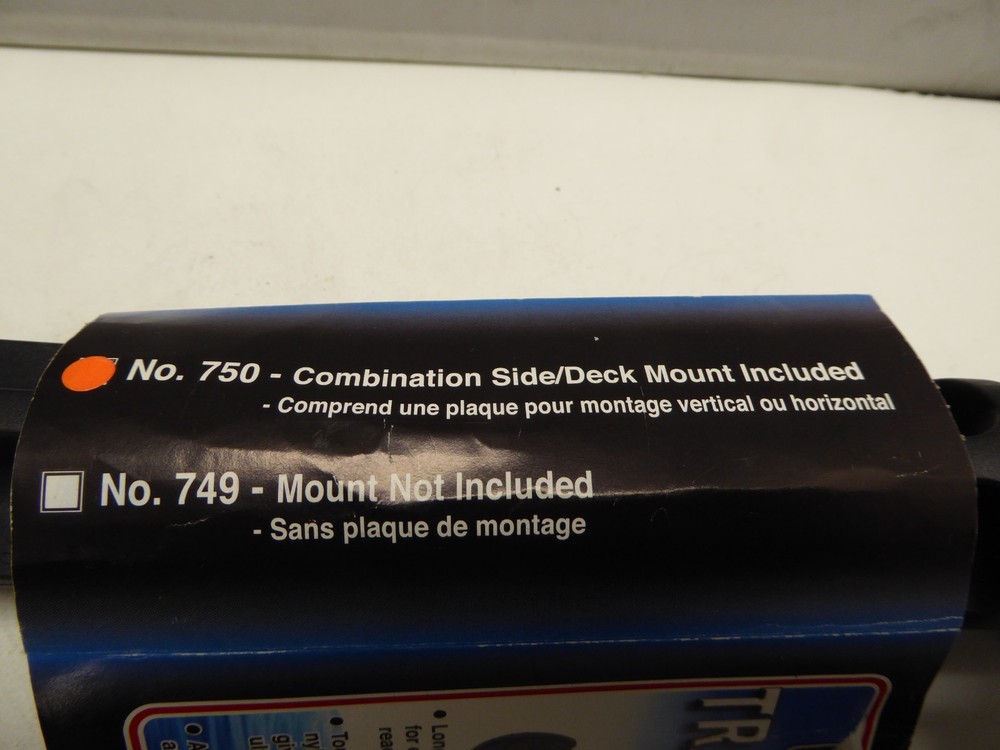 No. 750 - Combination Side/Deck Mount Included
- Comprend une plaque pour montage vertical ou horizontal
No. 749 - Mount Not Included
- Sans plaque de montage